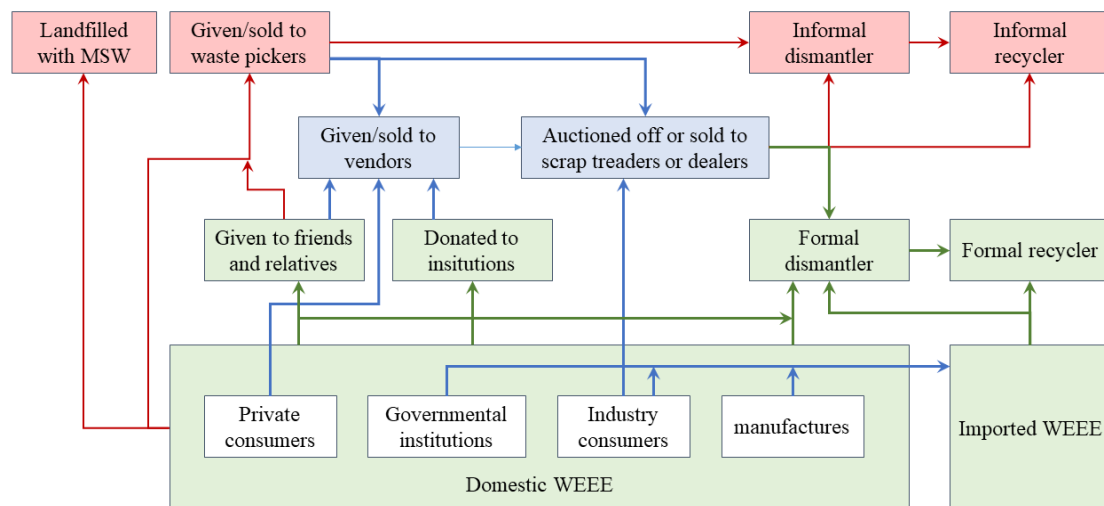 Landfilled
with MSW
Given/sold to
waste pickers
Informal
dismantler
Informal
recycler
Given/sold to
vendors
Auctioned off or sold to
scrap treaders or dealers
Given to friends
and relatives
Donated to
insitutions
Formal
dismantler
Formal recycler
Private
consumers
Governmental
institutions
Industry
consumers
manufactures
Imported WEEE
Domestic WEEE